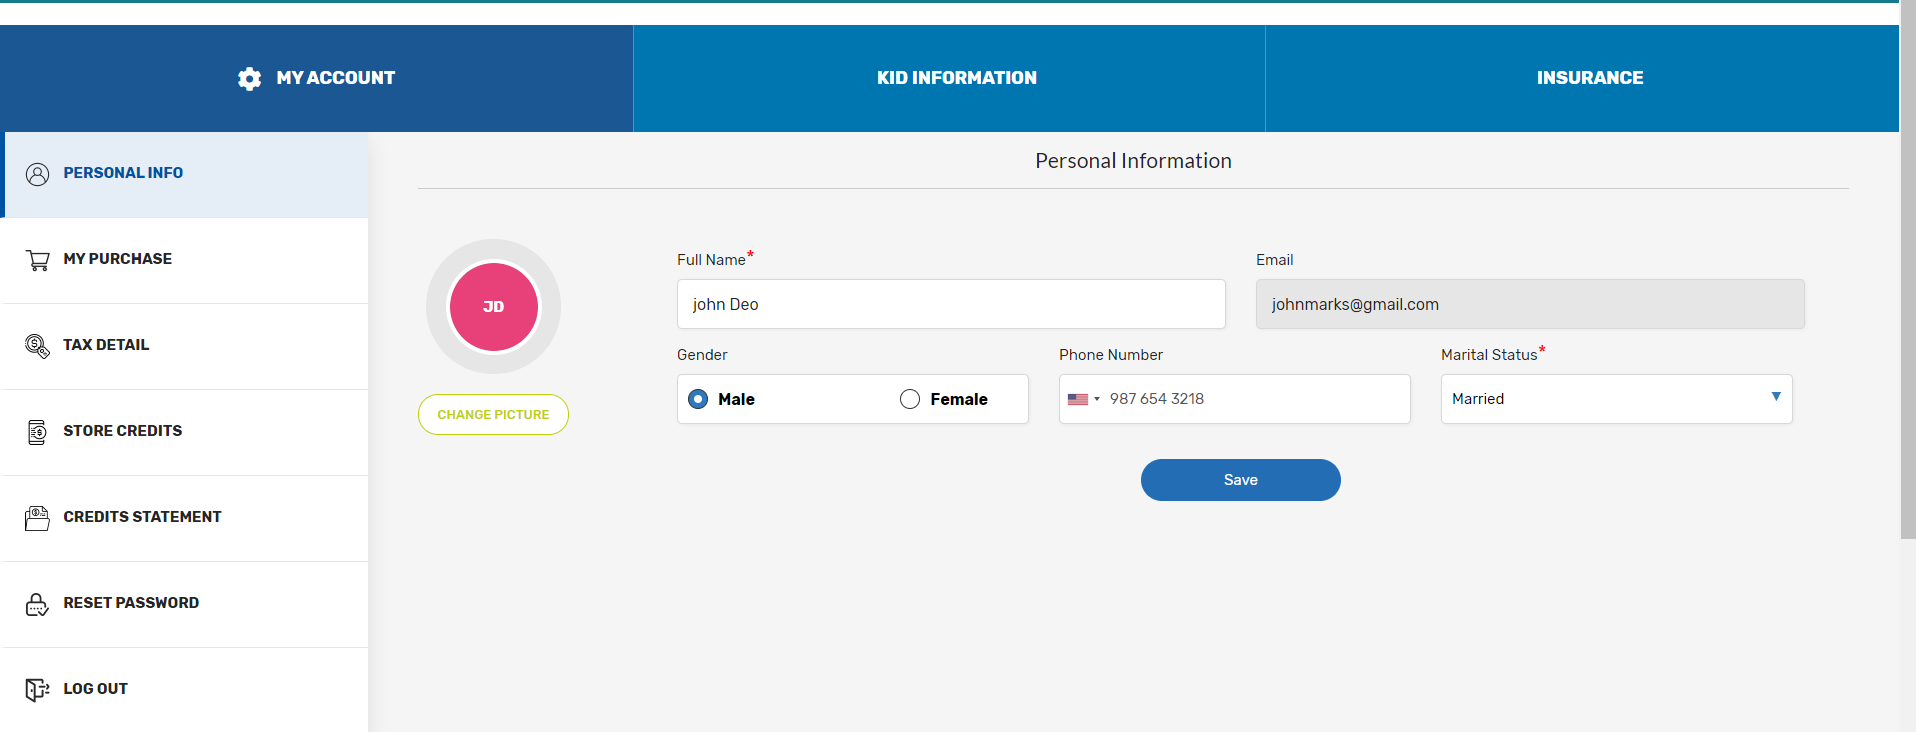 MY ACCOUNT
KID INFORMATION
INSURANCE
PERSONAL INFO
MY PURCHASE
TAX DETAIL
STORE CREDITS
CREDITS STATEMENT
RESET PASSWORD
LOG OUT
Personal Information
JD
CHANGE PICTURE
Full Name*
john Deo
Email
johnmarks@gmail.com
Gender
Male
Female
Phone Number
987 654 3218
Marital Status*
Married
Save